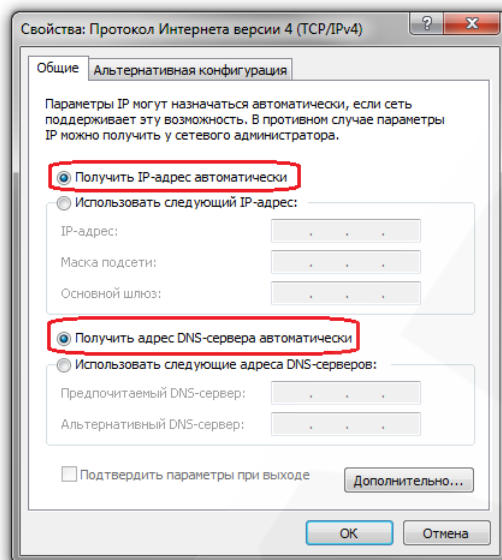 Свойства: Протокол Интернета версии 4 (TCP/IPv4)
Общие Альтернативная конфигурация
Параметры IP могут назначаться автоматически, если сеть
поддерживает эту возможность. В противном случае параметры
IP можно получить у сетевого администратора.
Получить IP-адрес автоматически
Использовать следующий IP-адрес:
IP-адрес:
Маска подсети:
Основной шлюз:
Получить адрес DNS-сервера автоматически
Использовать следующие адреса DNS-серверов:
Предпочитаемый DNS-сервер:
Альтернативный DNS-сервер:
Подтвердить параметры при выходе Дополнительно...
ОК Отмена